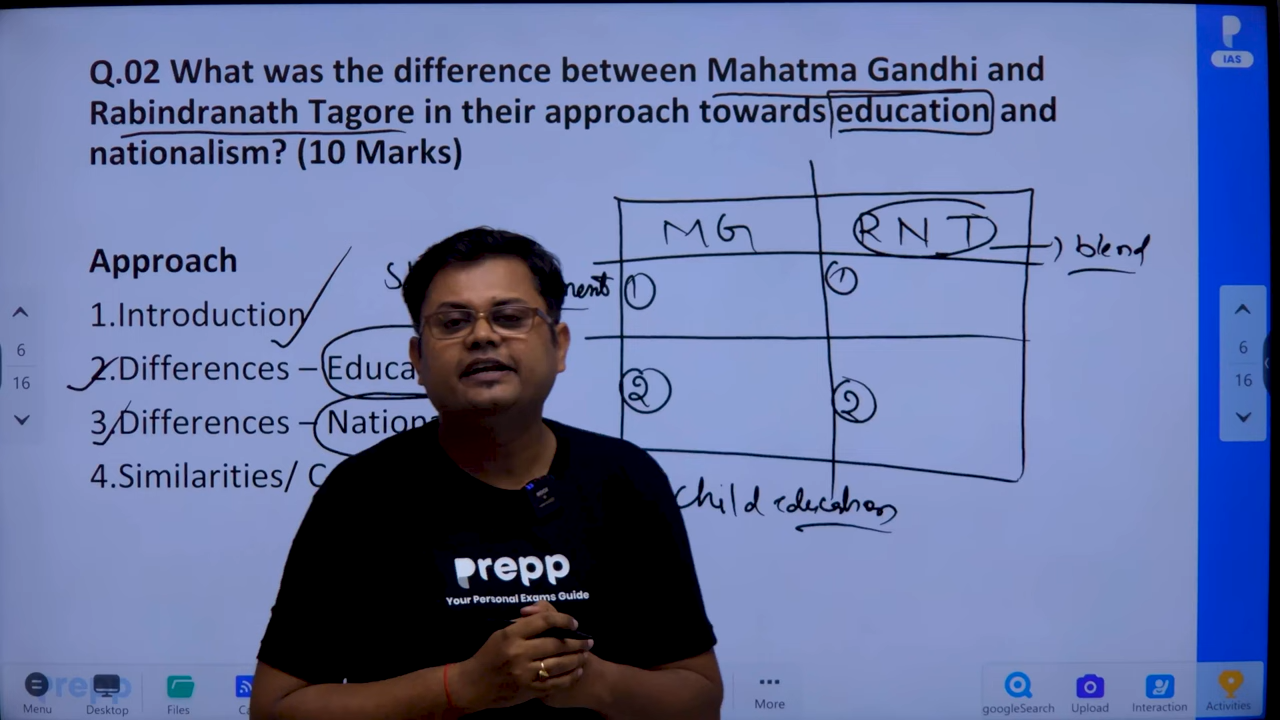 Q.02 What was the difference between Mahatma Gandhi and
Rabindranath Tagore in their approach towards education and
nationalism? (10 Marks)
IAS
MG
RND
blend
Approach
1.Introduction
2.Differences – Educa
3.Differences – Nation
4.Similarities/ C
ment
1
1
2
2
child education
6
16
6
16
prepp
Your Personal Exams Guide
prepp
Menu
Desktop
Files
More
googleSearch
Upload
Interaction
Activities